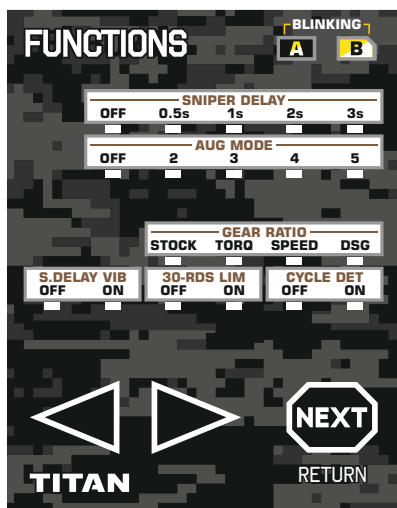 FUNCTIONS
BLINKING
A B
SNIPER DELAY
OFF 0.5s 1s 2s 3s
AUG MODE
OFF 2 3 4 5
GEAR RATIO
STOCK TORQ SPEED DSG
S.DELAY VIB 30-RDS LIM CYCLE DET
OFF ON OFF ON OFF ON
NEXT
TITAN RETURN